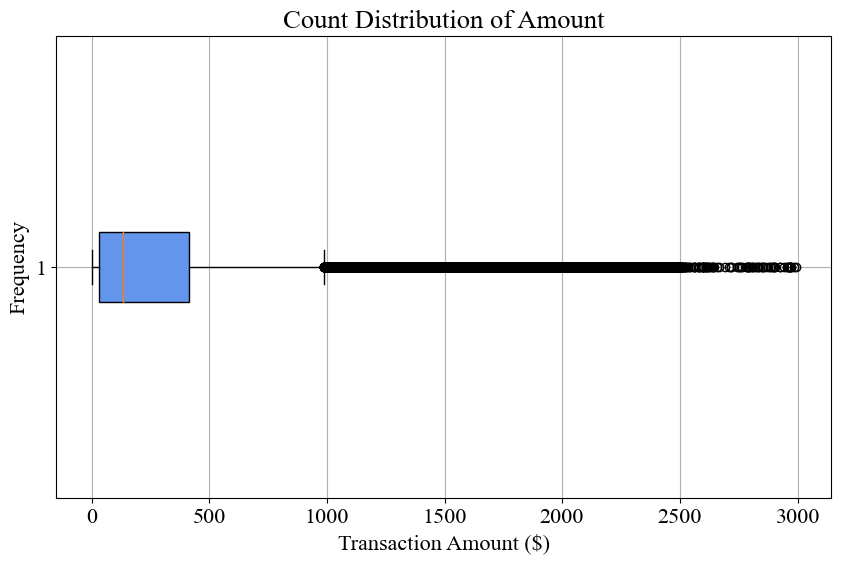 Count Distribution of Amount
Frequency
1
0 500 1000 1500 2000 2500 3000
Transaction Amount ($)